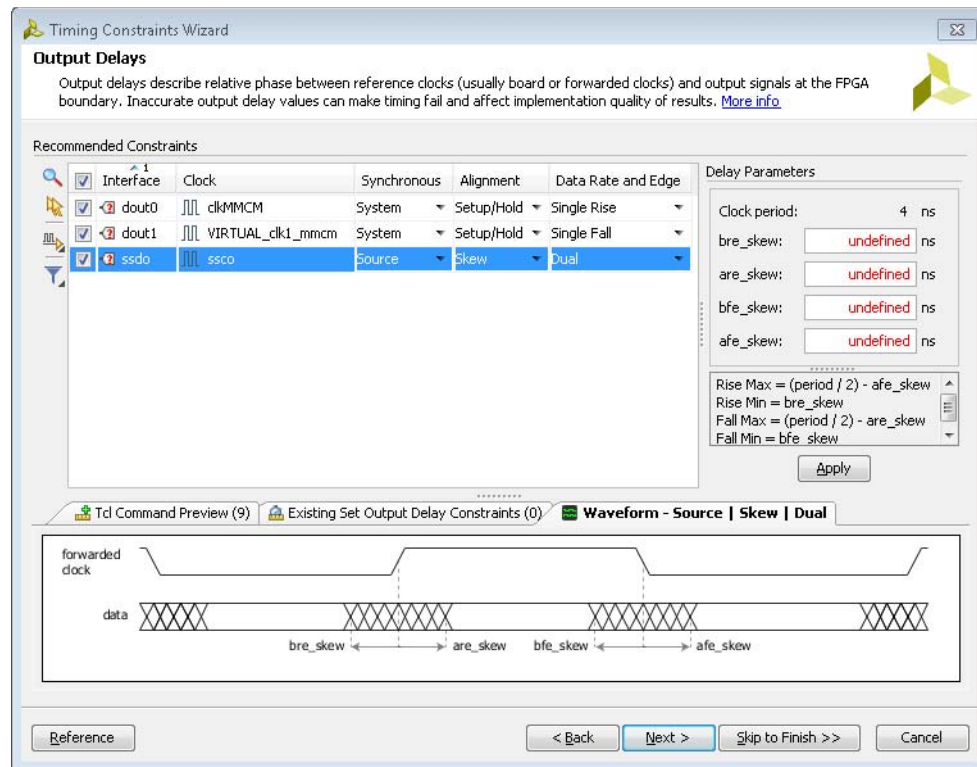 Timing Constraints Wizard
Output Delays
Output delays describe relative phase between reference clocks (usually board or forwarded clocks) and output signals at the FPGA
boundary. Inaccurate output delay values can make timing fail and affect implementation quality of results. More info
Recommended Constraints
1
Interface Clock Synchronous Alignment Data Rate and Edge
dout0 clkMMCM System Setup/Hold Single Rise
dout1 VIRTUAL_clk1_mmcm System Setup/Hold Single Fall
ssdo ssco Source Skew Dual
Delay Parameters
Clock period: 4 ns
bre_skew: undefined ns
are_skew: undefined ns
bfe_skew: undefined ns
afe_skew: undefined ns
Rise Max = (period / 2) - afe_skew
Rise Min = bre_skew
Fall Max = (period / 2) - are_skew
Fall Min = bfe_skew
Apply
Tcl Command Preview (9) Existing Set Output Delay Constraints (0) Waveform - Source | Skew | Dual
forwarded
clock
data
bre_skew are_skew bfe_skew afe_skew
Reference < Back Next > Skip to Finish >> Cancel